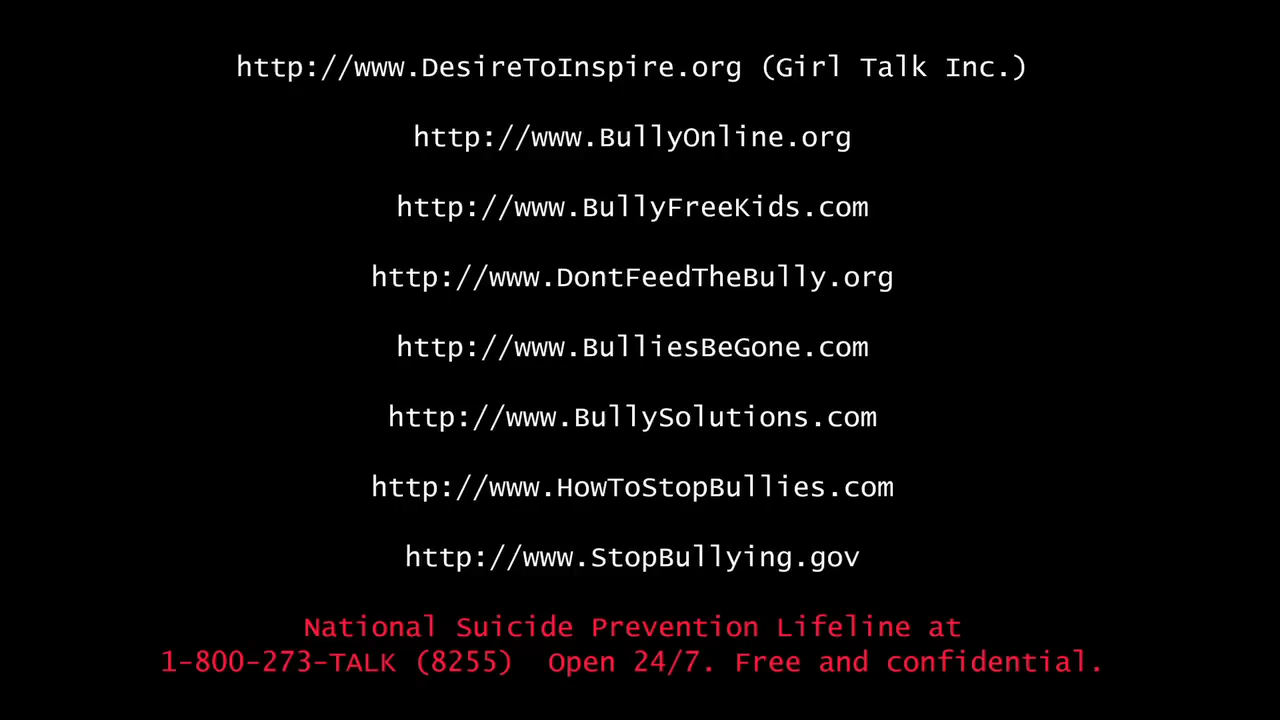 http://www.DesireToInspire.org (Girl Talk Inc.)
http://www.BullyOnline.org
http://www.BullyFreeKids.com
http://www.DontFeedTheBully.org
http://www.BulliesBeGone.com
http://www.BullySolutions.com
http://www.HowToStopBullies.com
http://www.StopBullying.gov
National Suicide Prevention Lifeline at
1-800-273-TALK (8255)  Open 24/7. Free and confidential.